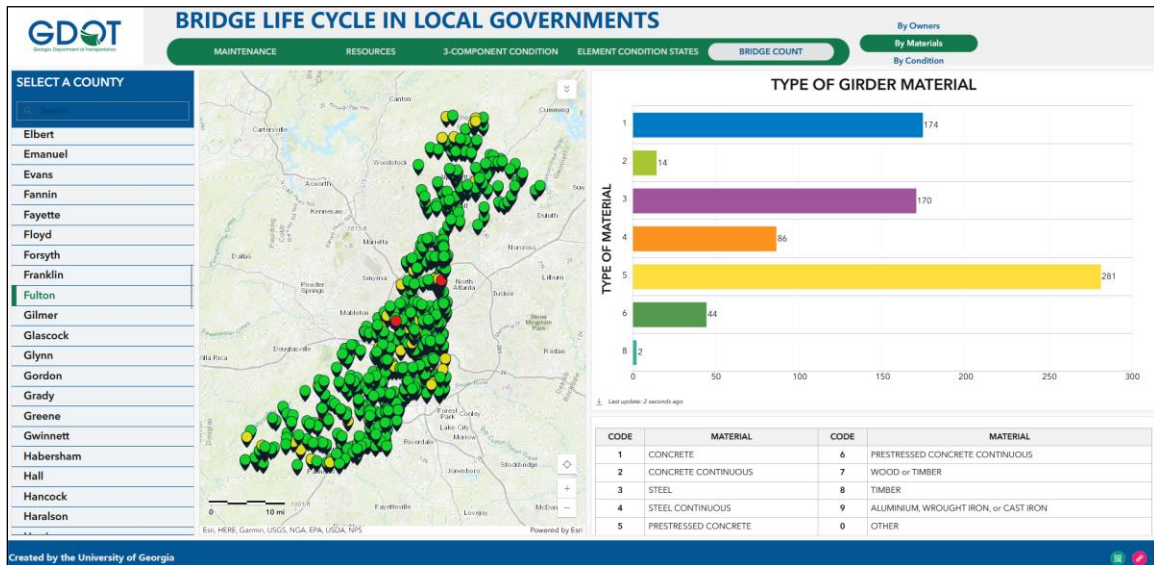 GDOT
Georgia Department of Transportation
BRIDGE LIFE CYCLE IN LOCAL GOVERNMENTS
MAINTENANCE RESOURCES 3-COMPONENT CONDITION ELEMENT CONDITION STATES BRIDGE COUNT
By Owners
By Materials
By Condition
SELECT A COUNTY
Search...
Elbert
Emanuel
Evans
Fannin
Fayette
Floyd
Forsyth
Franklin
Fulton
Gilmer
Glascock
Glynn
Gordon
Grady
Greene
Gwinnett
Habersham
Hall
Hancock
Haralson
Canton
Cumming
Cartersville
Woodstock
Acworth
Kennesaw
Duluth
Marietta
Norcross
Dallas
Smyrna
North Atlanta
Lilburn
Powder Springs
Tucker
Mableton
Stone Mountain Park
Douglasville
Redan
Villa Rica
Forest Park
Conley
Lake City
Riverdale
Morrow
Stockbridge
Jonesboro
Fayetteville
Lovejoy
0 10 mi
Esri, HERE, Garmin, USGS, NGA, EPA, USDA, NPS Powered by Esri
TYPE OF GIRDER MATERIAL
TYPE OF MATERIAL
1 174
2 14
3 170
4 86
5 281
6 44
8 2
0 50 100 150 200 250 300
Last update: 2 seconds ago
CODE MATERIAL CODE MATERIAL
1 CONCRETE 6 PRESTRESSED CONCRETE CONTINUOUS
2 CONCRETE CONTINUOUS 7 WOOD or TIMBER
3 STEEL 8 TIMBER
4 STEEL CONTINUOUS 9 ALUMINIUM, WROUGHT IRON, or CAST IRON
5 PRESTRESSED CONCRETE 0 OTHER
Created by the University of Georgia